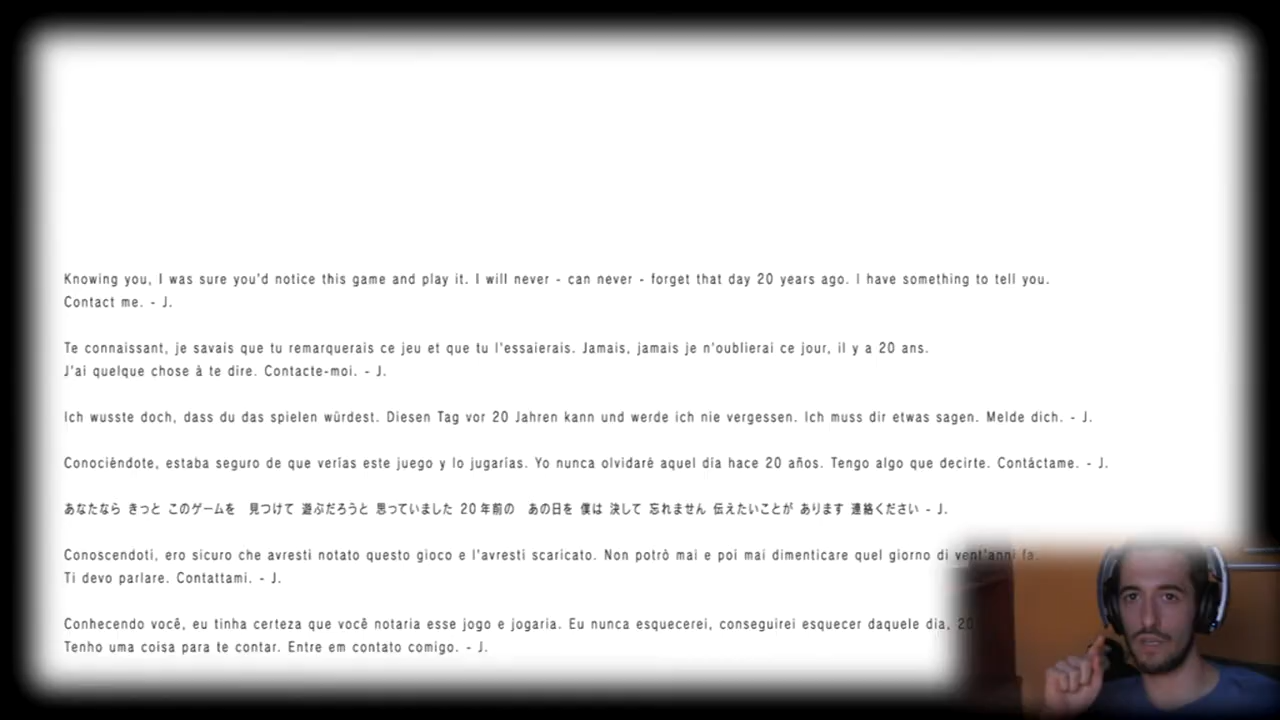 Knowing you, I was sure you'd notice this game and play it. I will never - can never - forget that day 20 years ago. I have something to tell you.
Contact me. - J.
Te connaissant, je savais que tu remarquerais ce jeu et que tu l'essaierais. Jamais, jamais je n'oublierai ce jour, il y a 20 ans.
J'ai quelque chose à te dire. Contacte-moi. - J.
Ich wusste doch, dass du das spielen würdest. Diesen Tag vor 20 Jahren kann und werde ich nie vergessen. Ich muss dir etwas sagen. Melde dich. - J.
Conociéndote, estaba seguro de que verías este juego y lo jugarías. Yo nunca olvidaré aquel día hace 20 años. Tengo algo que decirte. Contáctame. - J.
あなたなら きっと このゲームを　見つけて 遊ぶだろうと 思っていました 20年前の　あの日を 僕は 決して 忘れません 伝えたいことが あります 連絡ください - J.
Conoscendoti, ero sicuro che avresti notato questo gioco e l'avresti scaricato. Non potrò mai e poi mai dimenticare quel giorno di vent'anni fa.
Ti devo parlare. Contattami. - J.
Conhecendo você, eu tinha certeza que você notaria esse jogo e jogaria. Eu nunca esquecerei, conseguirei esquecer daquele dia, 20
Tenho uma coisa para te contar. Entre em contato comigo. - J.